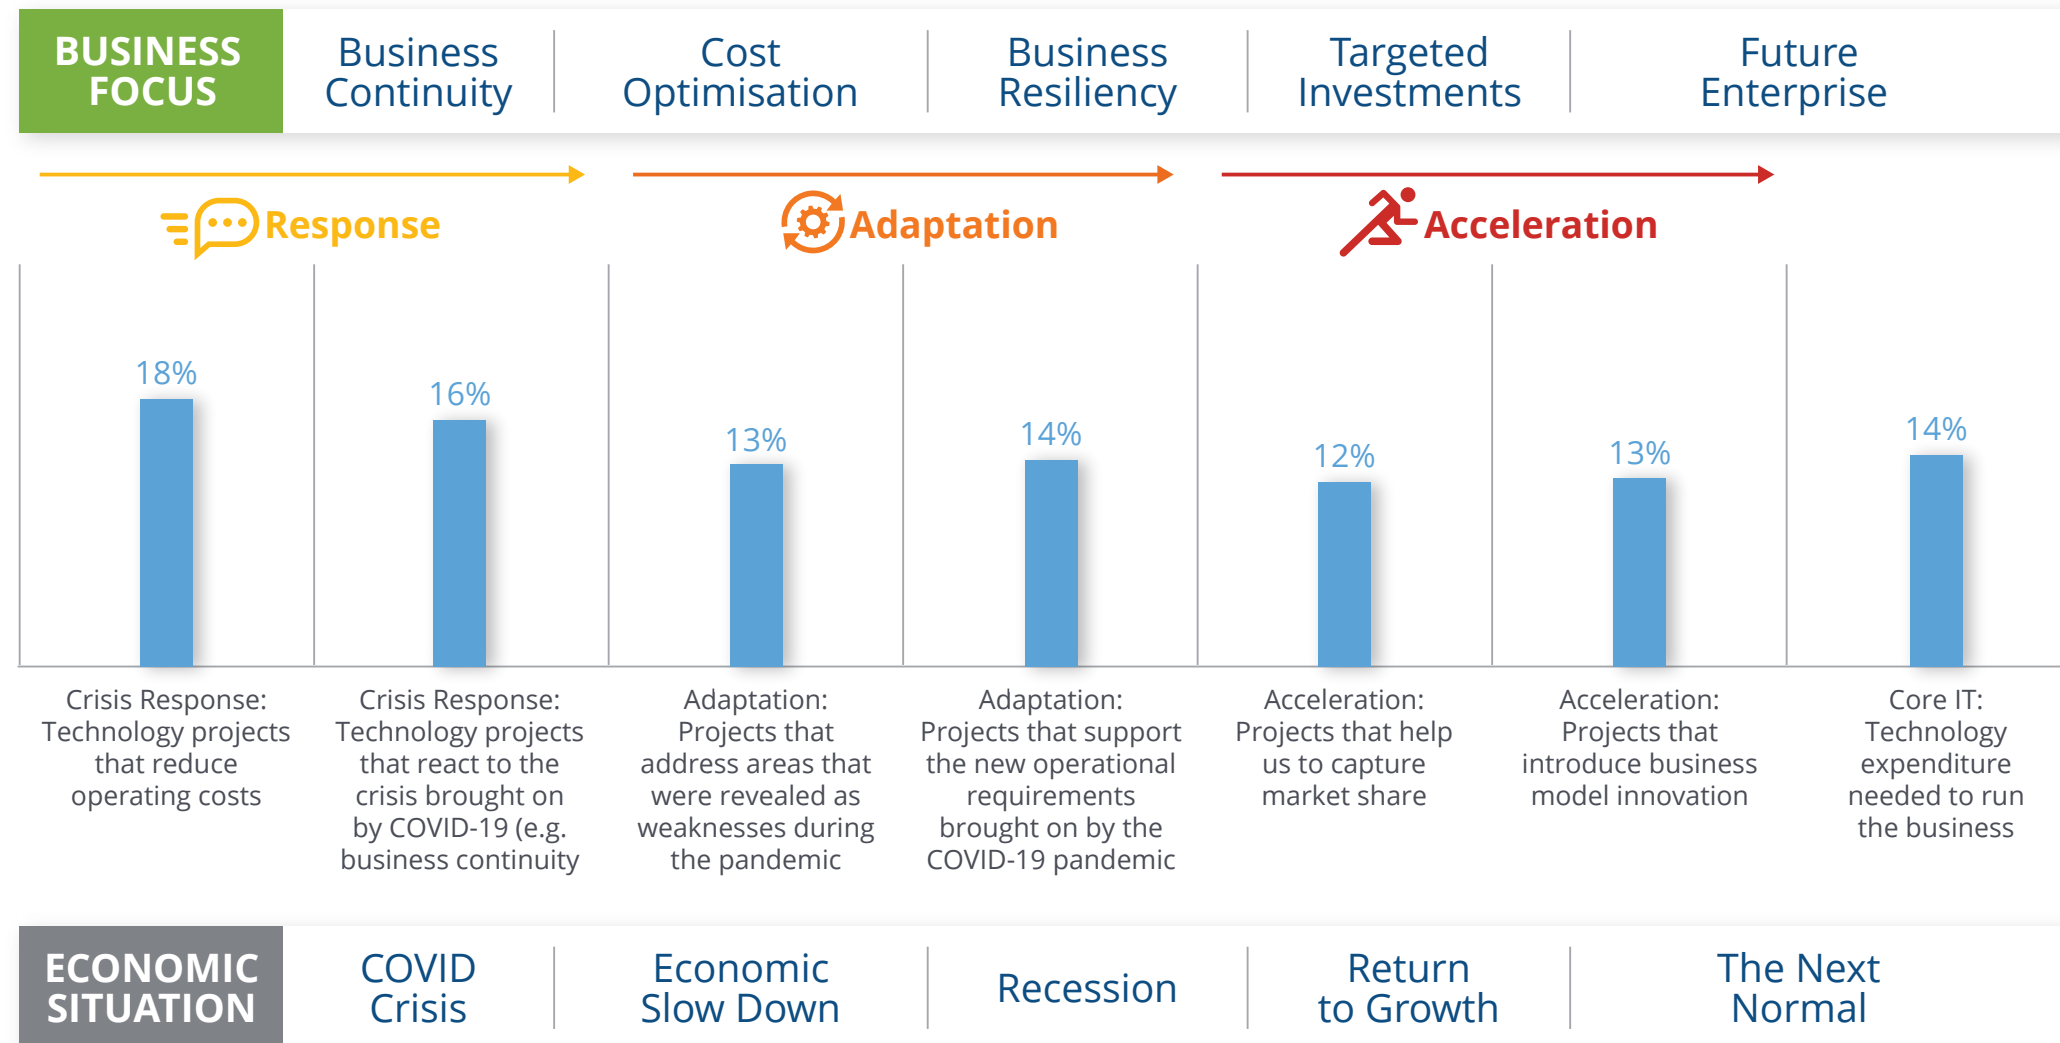 BUSINESS
FOCUS
Business
Continuity
Cost
Optimisation
Business
Resiliency
Targeted
Investments
Future
Enterprise
Response
Adaptation
Acceleration
18%
16%
13%
14%
12%
13%
14%
Crisis Response:
Technology projects
that reduce
operating costs
Crisis Response:
Technology projects
that react to the
crisis brought on
by COVID-19 (e.g.
business continuity
Adaptation:
Projects that
address areas that
were revealed as
weaknesses during
the pandemic
Adaptation:
Projects that support
the new operational
requirements
brought on by the
COVID-19 pandemic
Acceleration:
Projects that help
us to capture
market share
Acceleration:
Projects that
introduce business
model innovation
Core IT:
Technology
expenditure
needed to run
the business
ECONOMIC
SITUATION
COVID
Crisis
Economic
Slow Down
Recession
Return
to Growth
The Next
Normal